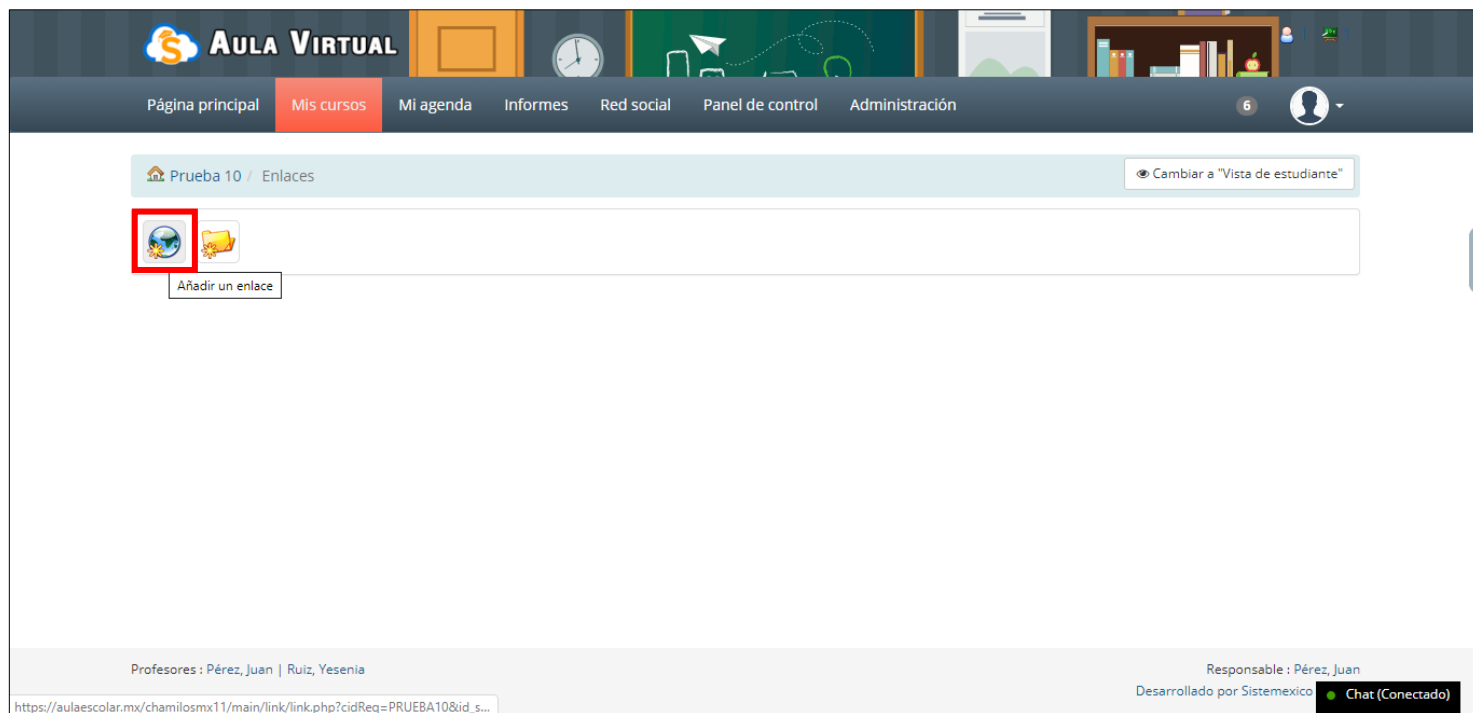 AULA VIRTUAL
Página principal Mis cursos Mi agenda Informes Red social Panel de control Administración 6
Prueba 10 / Enlaces Cambiar a "Vista de estudiante"
Añadir un enlace
Profesores : Pérez, Juan | Ruiz, Yesenia Responsable : Pérez, Juan
Desarrollado por Sistemexico
Chat (Conectado)
https://aulaescolar.mx/chamilosmx11/main/link/link.php?cidReq=PRUEBA10&id_s...